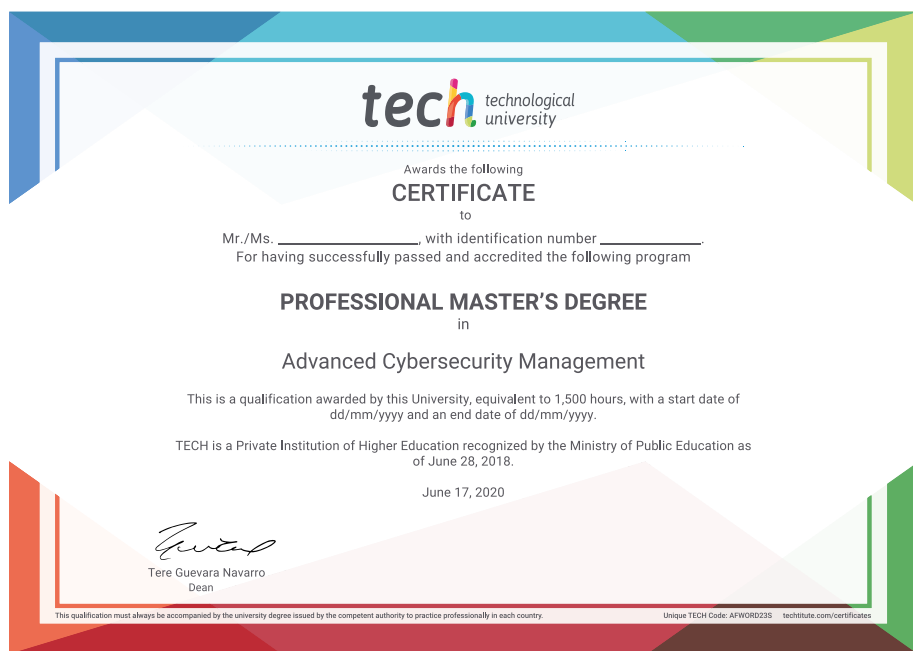 tech technological
university
Awards the following
CERTIFICATE
to
Mr./Ms. ____________________, with identification number ______________.
For having successfully passed and accredited the following program
PROFESSIONAL MASTER'S DEGREE
in
Advanced Cybersecurity Management
This is a qualification awarded by this University, equivalent to 1,500 hours, with a start date of
dd/mm/yyyy and an end date of dd/mm/yyyy.
TECH is a Private Institution of Higher Education recognized by the Ministry of Public Education as
of June 28, 2018.
June 17, 2020
Tere Guevara Navarro
Dean
This qualification must always be accompanied by the university degree issued by the competent authority to practice professionally in each country.
Unique TECH Code: AFWORD23S techtitute.com/certificates